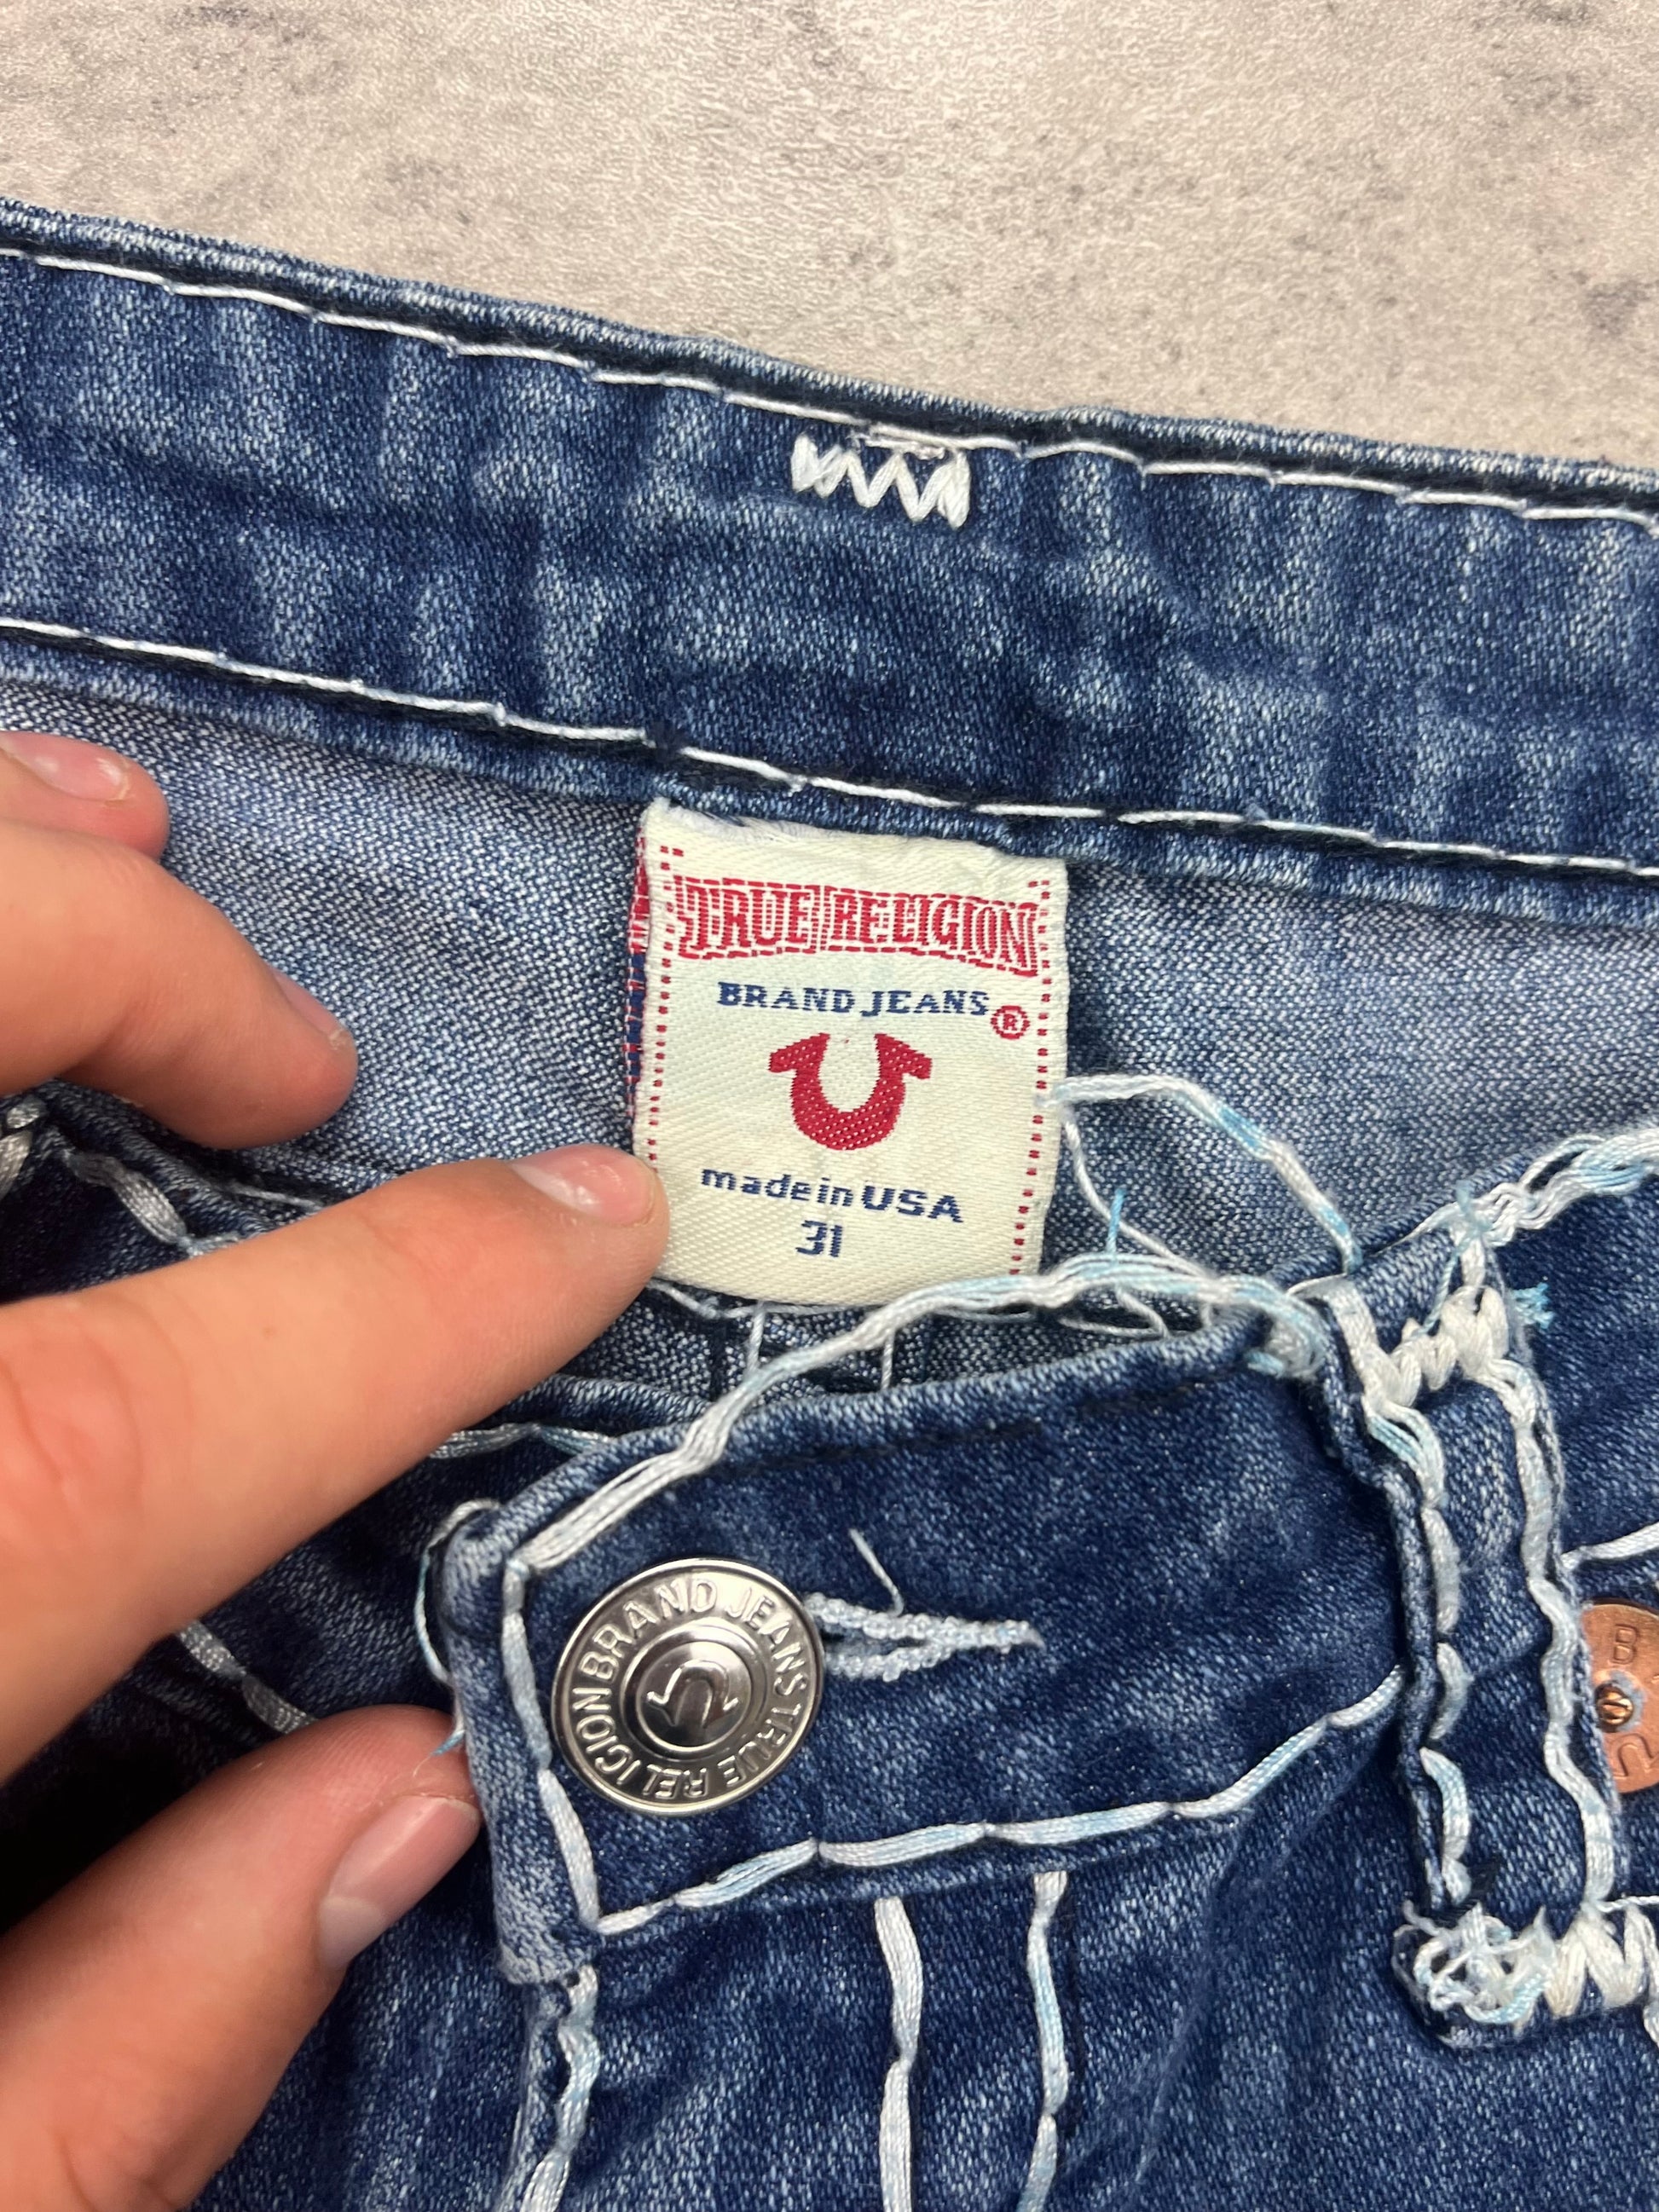 TRUE RELIGION
BRAND JEANS ®
made in USA
31
BRAND JEANS TRUE RELIGION
B